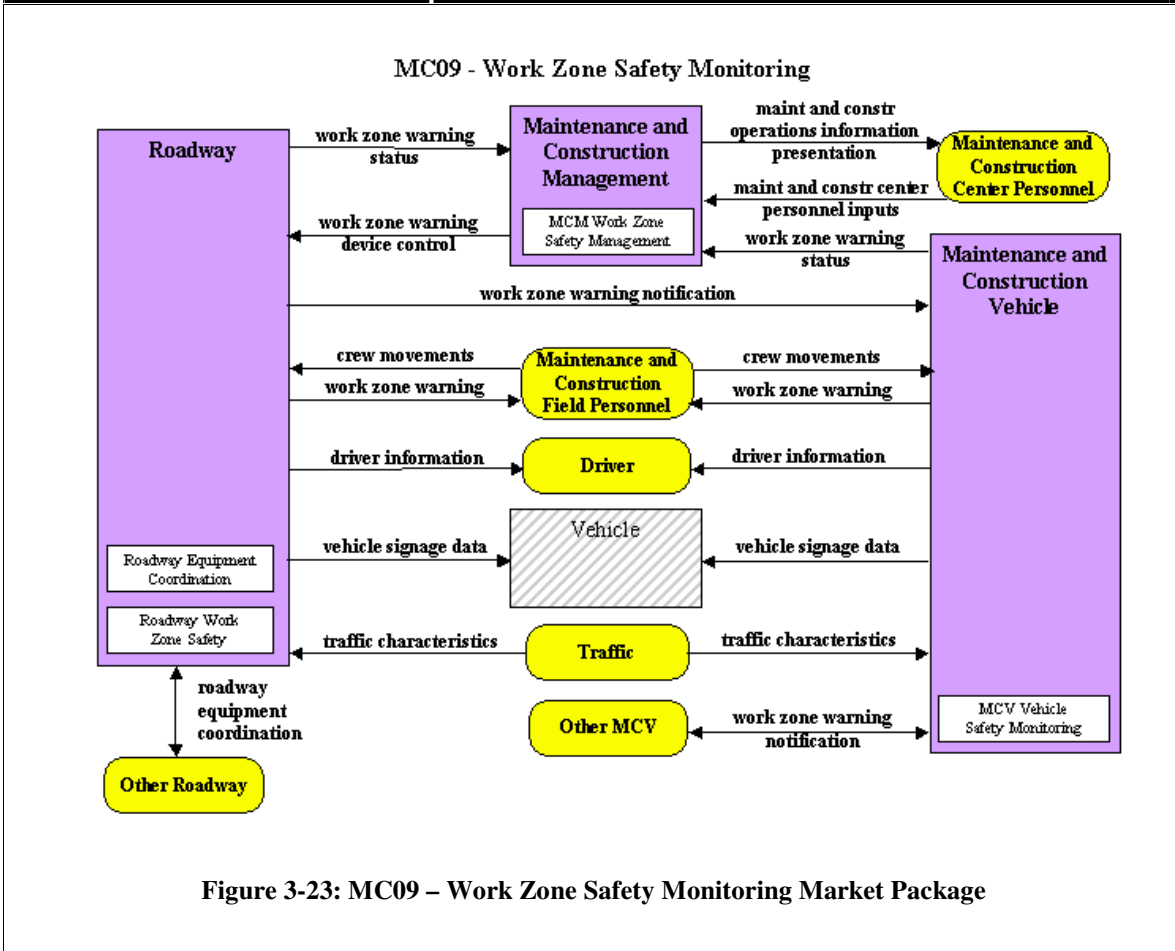 MC09 - Work Zone Safety Monitoring
Roadway
work zone warning
status
Maintenance and
Construction
Management
MCM Work Zone
Safety Management
maint and constr
operations information
presentation
Maintenance and
Construction
Center Personnel
maint and constr center
personnel inputs
work zone warning
device control
work zone warning
status
Maintenance and
Construction
Vehicle
work zone warning notification
crew movements
Maintenance and
Construction
Field Personnel
crew movements
work zone warning
work zone warning
driver information
Driver
driver information
Roadway Equipment
Coordination
vehicle signage data
Vehicle
vehicle signage data
Roadway Work
Zone Safety
traffic characteristics
Traffic
traffic characteristics
roadway
equipment
coordination
Other MCV
work zone warning
notification
MCV Vehicle
Safety Monitoring
Other Roadway
Figure 3-23: MC09 – Work Zone Safety Monitoring Market Package